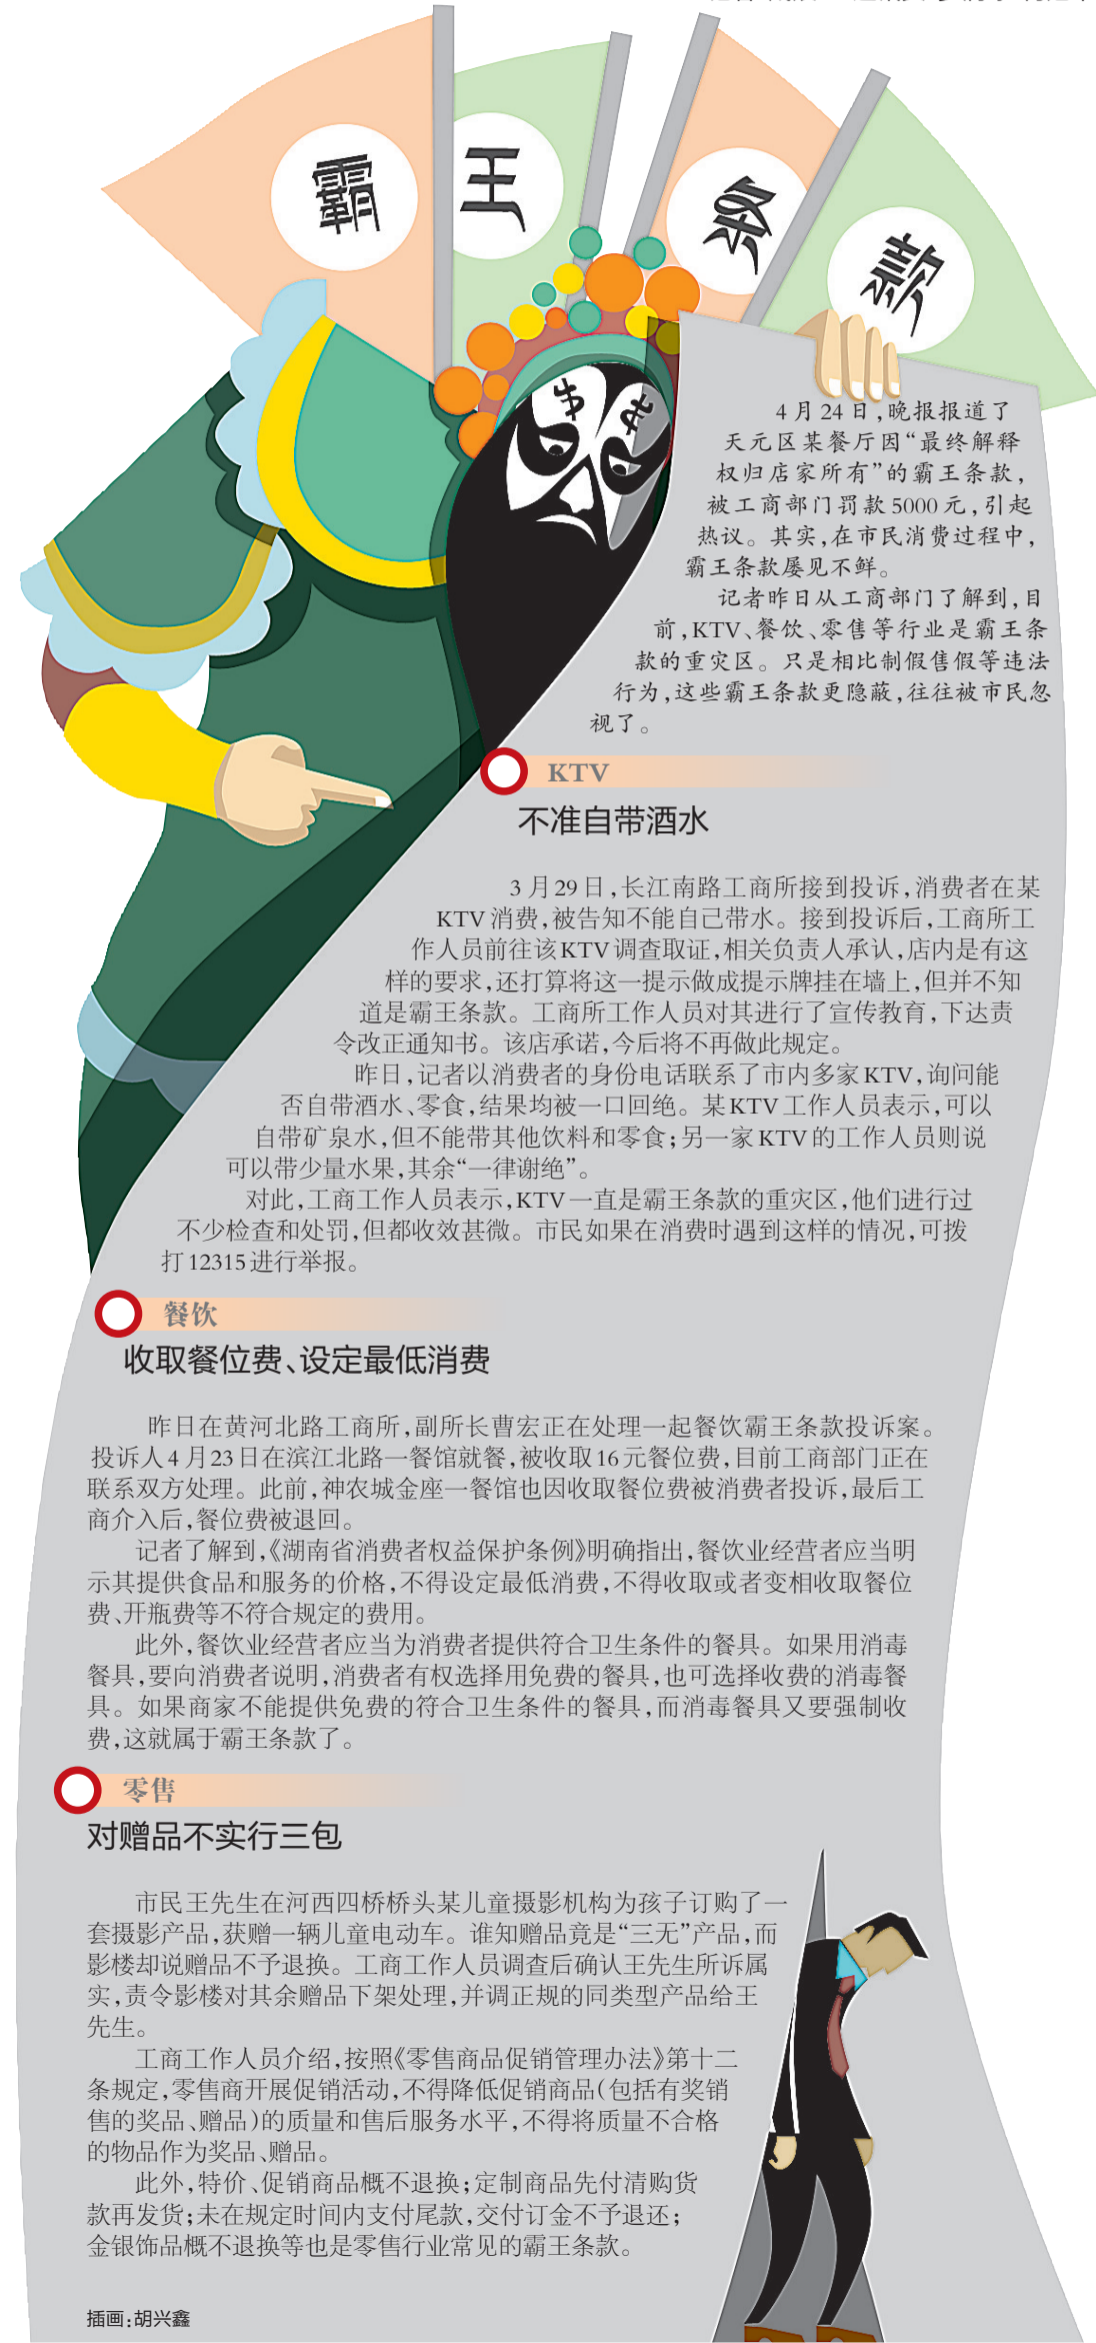 霸王条款
4月24日,晚报报道了
天元区某餐厅因“最终解释
权归店家所有”的霸王条款,
被工商部门罚款5000元,引起
热议。其实,在市民消费过程中,
霸王条款屡见不鲜。
记者昨日从工商部门了解到,目
前,KTV、餐饮、零售等行业是霸王条
款的重灾区。只是相比制假售假等违法
行为,这些霸王条款更隐蔽,往往被市民忽
视了。
KTV
不准自带酒水
3月29日,长江南路工商所接到投诉,消费者在某
KTV消费,被告知不能自己带水。接到投诉后,工商所工
作人员前往该KTV调查取证,相关负责人承认,店内是有这
样的要求,还打算将这一提示做成提示牌挂在墙上,但并不知
道是霸王条款。工商所工作人员对其进行了宣传教育,下达责
令改正通知书。该店承诺,今后将不再做此规定。
昨日,记者以消费者的身份电话联系了市内多家KTV,询问能
否自带酒水、零食,结果均被一口回绝。某KTV工作人员表示,可以
自带矿泉水,但不能带其他饮料和零食;另一家KTV的工作人员则说
可以带少量水果,其余“一律谢绝”。
对此,工商工作人员表示,KTV一直是霸王条款的重灾区,他们进行过
不少检查和处罚,但都收效甚微。市民如果在消费时遇到这样的情况,可拨
打12315进行举报。
餐饮
收取餐位费、设定最低消费
昨日在黄河北路工商所,副所长曹宏正在处理一起餐饮霸王条款投诉案。
投诉人4月23日在滨江北路一餐馆就餐,被收取16元餐位费,目前工商部门正在
联系双方处理。此前,神农城金座一餐馆也因收取餐位费被消费者投诉,最后工
商介入后,餐位费被退回。
记者了解到,《湖南省消费者权益保护条例》明确指出,餐饮业经营者应当明
示其提供食品和服务的价格,不得设定最低消费,不得收取或者变相收取餐位
费、开瓶费等不符合规定的费用。
此外,餐饮业经营者应当为消费者提供符合卫生条件的餐具。如果用消毒
餐具,要向消费者说明,消费者有权选择用免费的餐具,也可选择收费的消毒餐
具。如果商家不能提供免费的符合卫生条件的餐具,而消毒餐具又要强制收
费,这就属于霸王条款了。
零售
对赠品不实行三包
市民王先生在河西四桥桥头某儿童摄影机构为孩子订购了一
套摄影产品,获赠一辆儿童电动车。谁知赠品竟是“三无”产品,而
影楼却说赠品不予退换。工商工作人员调查后确认王先生所诉属
实,责令影楼对其余赠品下架处理,并调正规的同类型产品给王
先生。
工商工作人员介绍,按照《零售商品促销管理办法》第十二
条规定,零售商开展促销活动,不得降低促销商品(包括有奖销
售的奖品、赠品)的质量和售后服务水平,不得将质量不合格
的物品作为奖品、赠品。
此外,特价、促销商品概不退换;定制商品先付清购货
款再发货;未在规定时间内支付尾款,交付订金不予退还;
金银饰品概不退换等也是零售行业常见的霸王条款。
插画:胡兴鑫